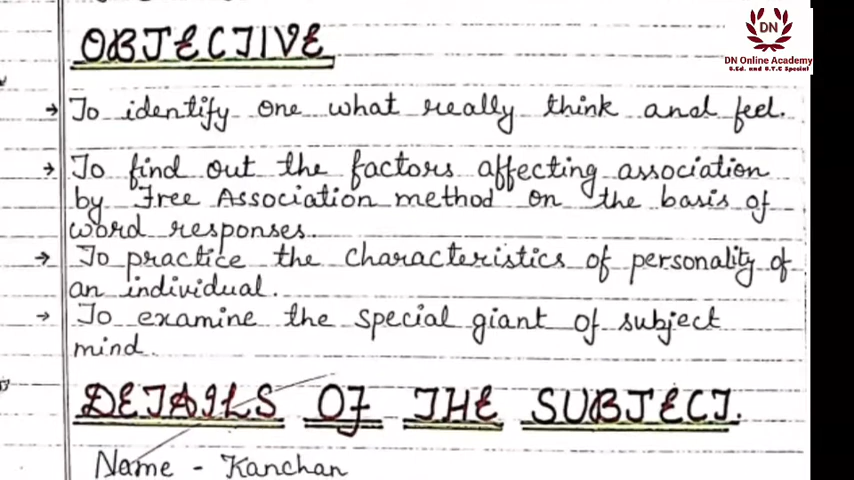 DN
DN Online Academy
B.Ed. and B.T.C Special
OBJECTIVE
→ To identify one what really think and feel.
→ To find out the factors affecting association
by Free Association method on the basis of
word responses.
→ To practice the characteristics of personality of
an individual.
→ To examine the special giant of subject
mind.
DETAILS OF THE SUBJECT.
Name - Kanchan